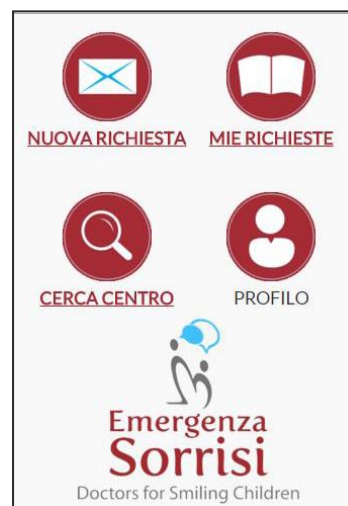 NUOVA RICHIESTA MIE RICHIESTE
CERCA CENTRO PROFILO
Emergenza
Sorrisi
Doctors for Smiling Children